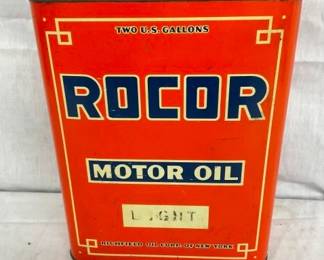 TWO U.S. GALLONS
ROCOR
MOTOR OIL
LIGHT
RICHFIELD OIL CORP. OF NEW YORK